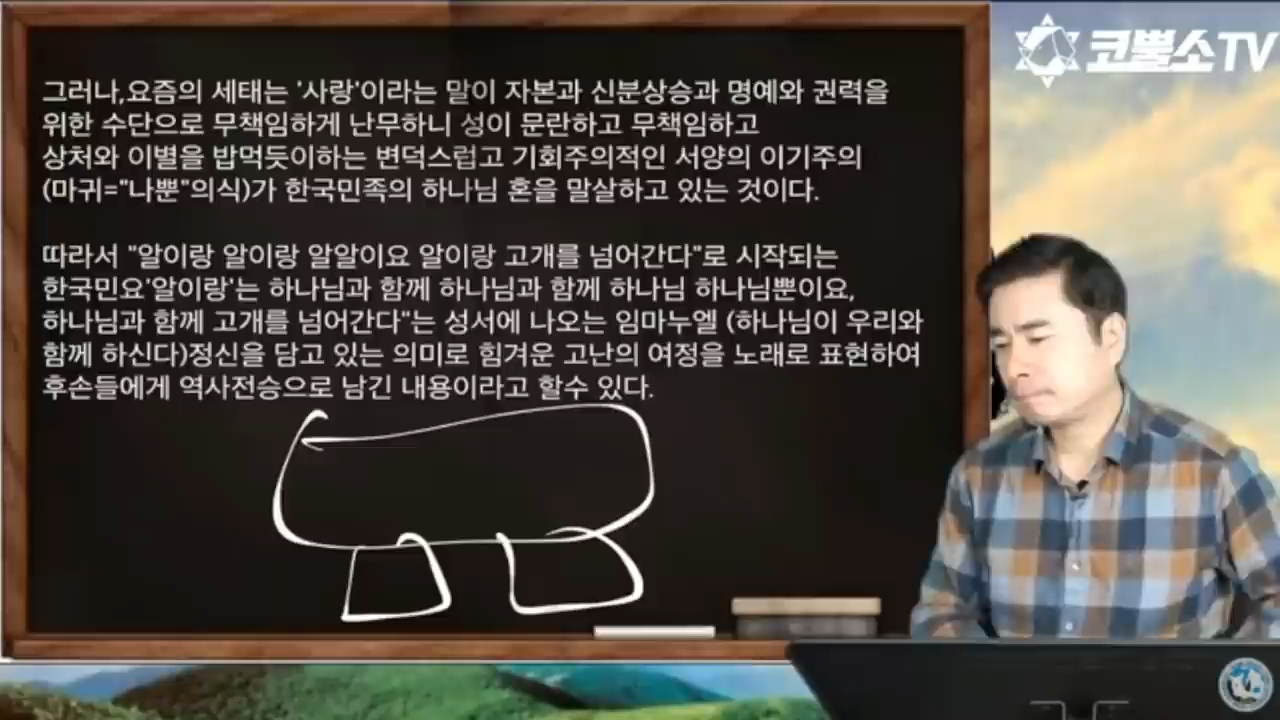 코뿔소TV
그러나,요즘의 세태는 '사랑'이라는 말이 자본과 신분상승과 명예와 권력을
위한 수단으로 무책임하게 난무하니 성이 문란하고 무책임하고
상처와 이별을 밥먹듯이하는 변덕스럽고 기회주의적인 서양의 이기주의
(마귀="나뿐"의식)가 한국민족의 하나님 혼을 말살하고 있는 것이다.
따라서 "알이랑 알이랑 알알이요 알이랑 고개를 넘어간다"로 시작되는
한국민요'알이랑'는 하나님과 함께 하나님과 함께 하나님 하나님뿐이요,
하나님과 함께 고개를 넘어간다"는 성서에 나오는 임마누엘 (하나님이 우리와
함께 하신다)정신을 담고 있는 의미로 힘겨운 고난의 여정을 노래로 표현하여
후손들에게 역사전승으로 남긴 내용이라고 할수 있다.